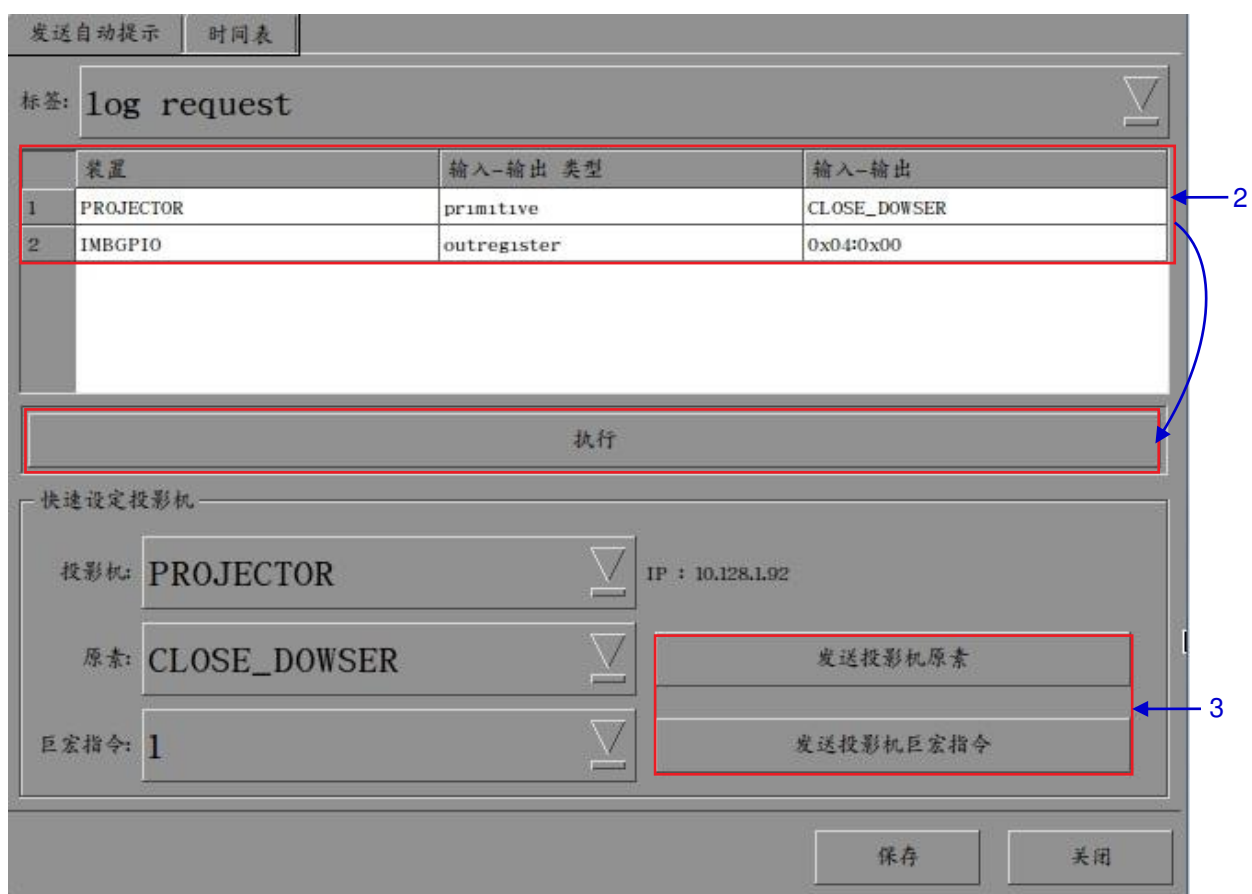 发送自动提示 时间表
标签: log request
装置 输入-输出 类型 输入-输出
1 PROJECTOR primitive CLOSE_DOWSER
2
2 IMBGPIO outregister 0x04:0x00
执行
快速设定投影机
投影机: PROJECTOR IP : 10.128.1.92
原素: CLOSE_DOWSER 发送投影机原素
3
巨宏指令: 1 发送投影机巨宏指令
保存 关闭